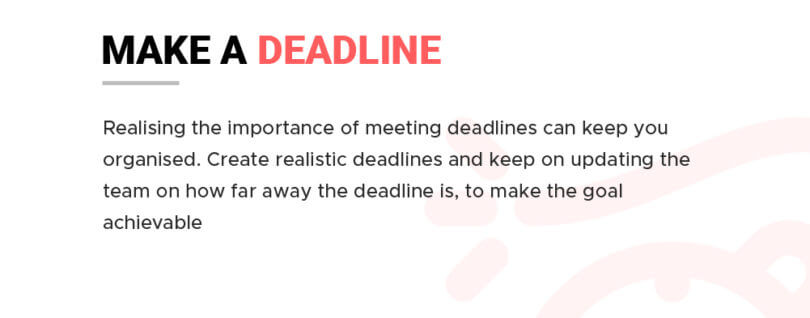 MAKE A DEADLINE
Realising the importance of meeting deadlines can keep you
organised. Create realistic deadlines and keep on updating the
team on how far away the deadline is, to make the goal
achievable